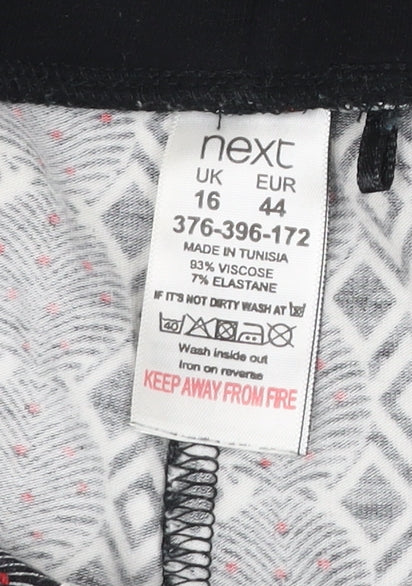 next
UK EUR
16 44
376-396-172
MADE IN TUNISIA
93% VISCOSE
7% ELASTANE
IF IT'S NOT DIRTY WASH AT
40
Wash inside out
Iron on reverse
KEEP AWAY FROM FIRE